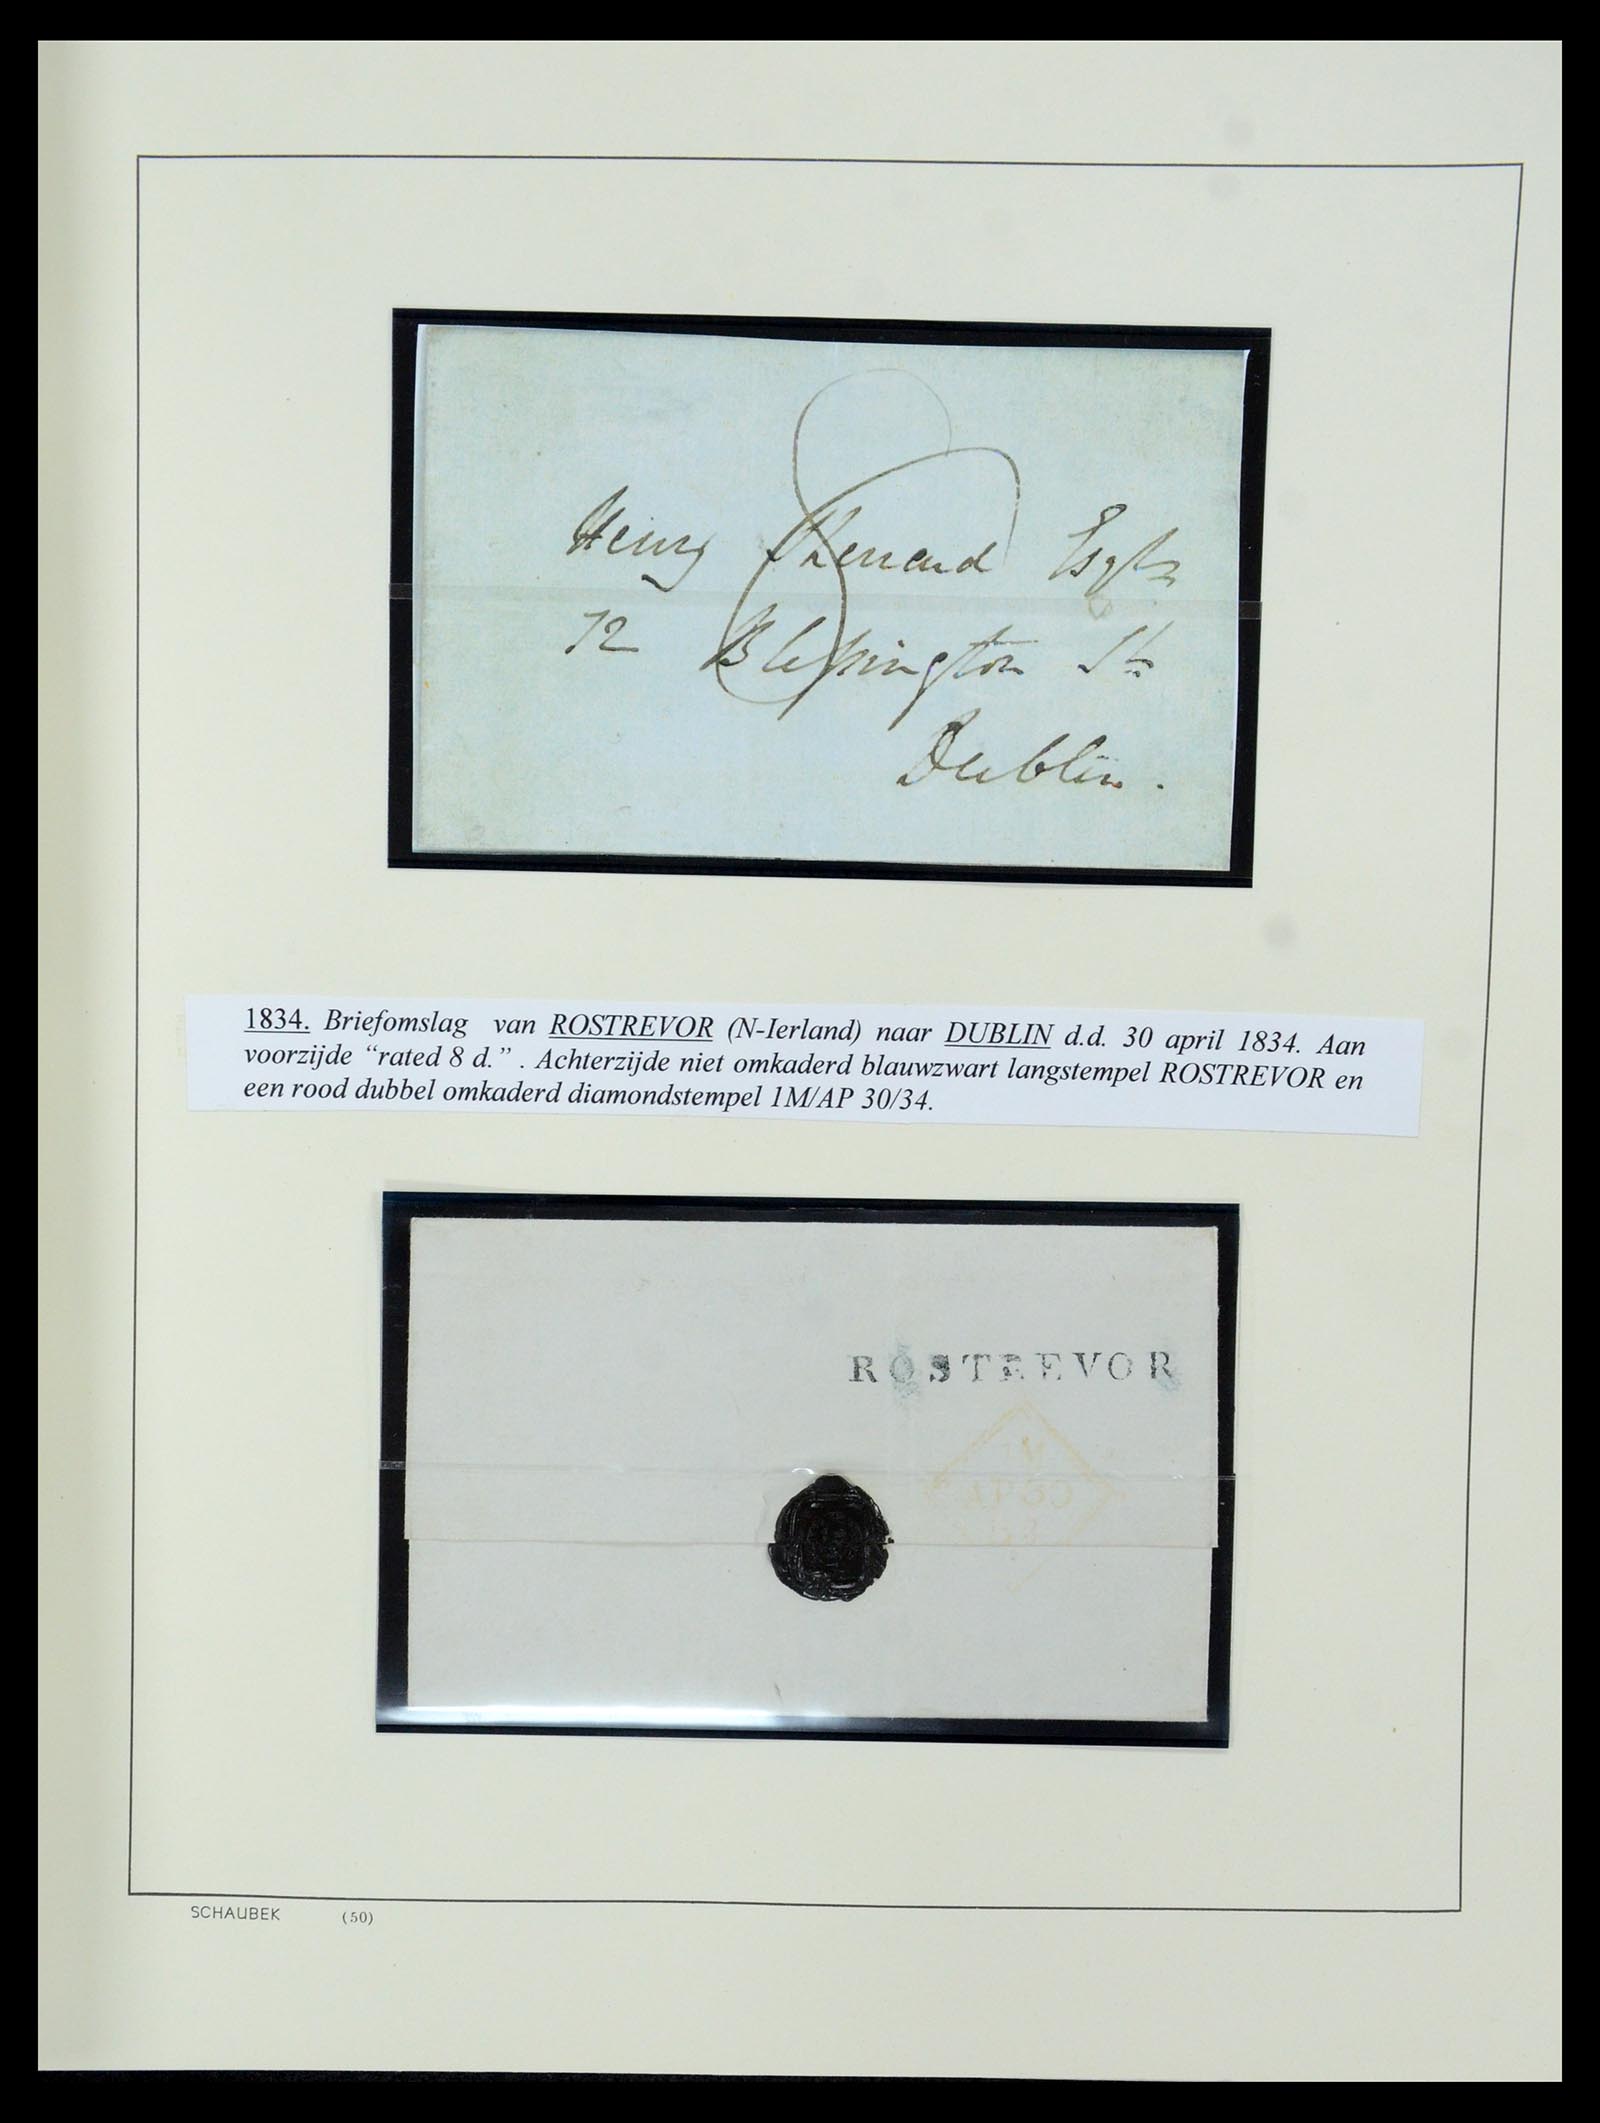 8
Henry Esqr
72 Blessington St
Dublin.
1834. Briefomslag van ROSTREVOR (N-Ierland) naar DUBLIN d.d. 30 april 1834. Aan
voorzijde “rated 8 d.” . Achterzijde niet omkaderd blauwzwart langstempel ROSTREVOR en
een rood dubbel omkaderd diamondstempel 1M/AP 30/34.
ROSTREVOR
1M
AP 30
SCHAUBEK (50)